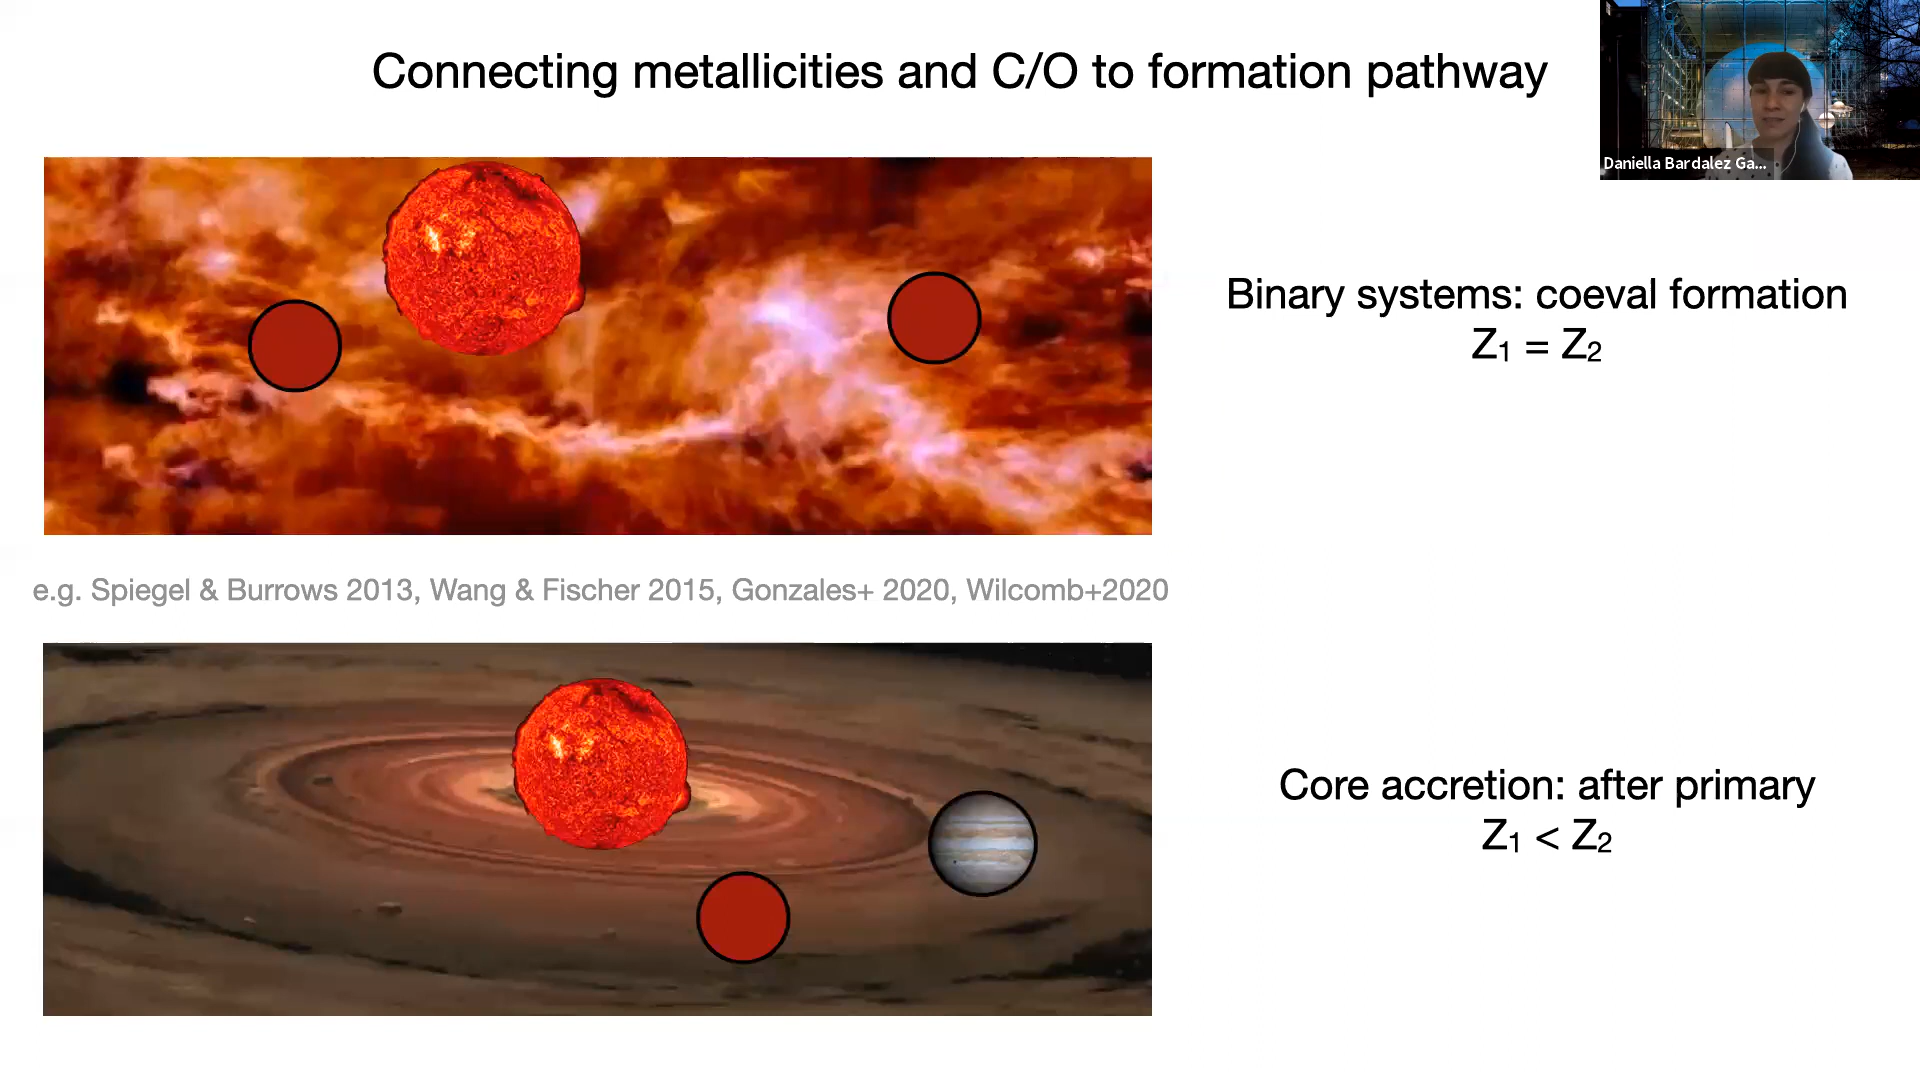 Connecting metallicities and C/O to formation pathway
Daniella Bardalez Ga...
Binary systems: coeval formation
Z₁ = Z₂
e.g. Spiegel & Burrows 2013, Wang & Fischer 2015, Gonzales+ 2020, Wilcomb+2020
Core accretion: after primary
Z₁ < Z₂